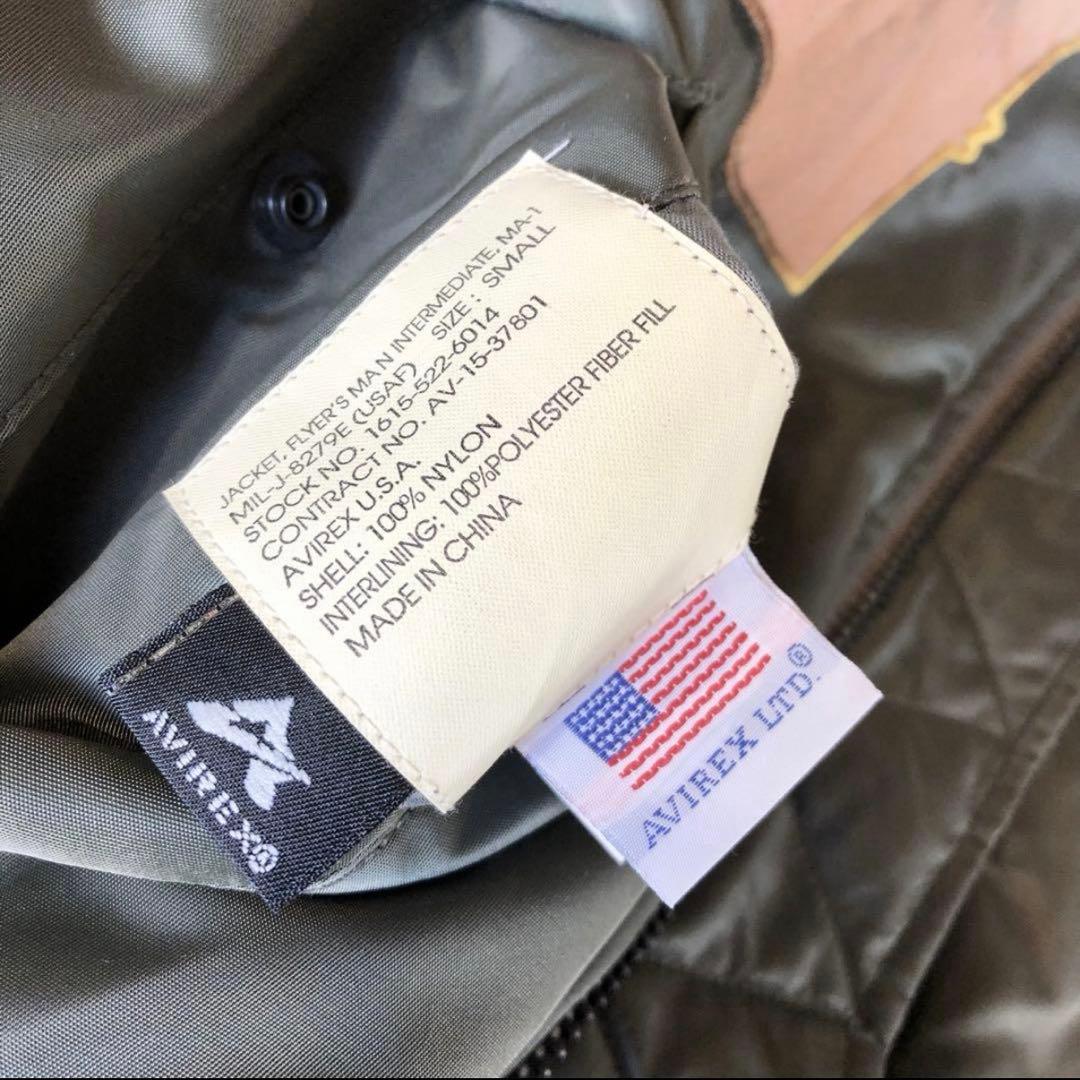 JACKET, FLYER'S MAN INTERMEDIATE, MA-1
MIL-J-8279E (USAF) SIZE : SMALL
STOCK NO. 1615-522-6014
CONTRACT NO. AV-15-37801
AVIREX U.S.A.
SHELL: 100% NYLON
INTERLINING: 100%POLYESTER FIBER FILL
MADE IN CHINA
AVIREX®
AVIREX LTD.®